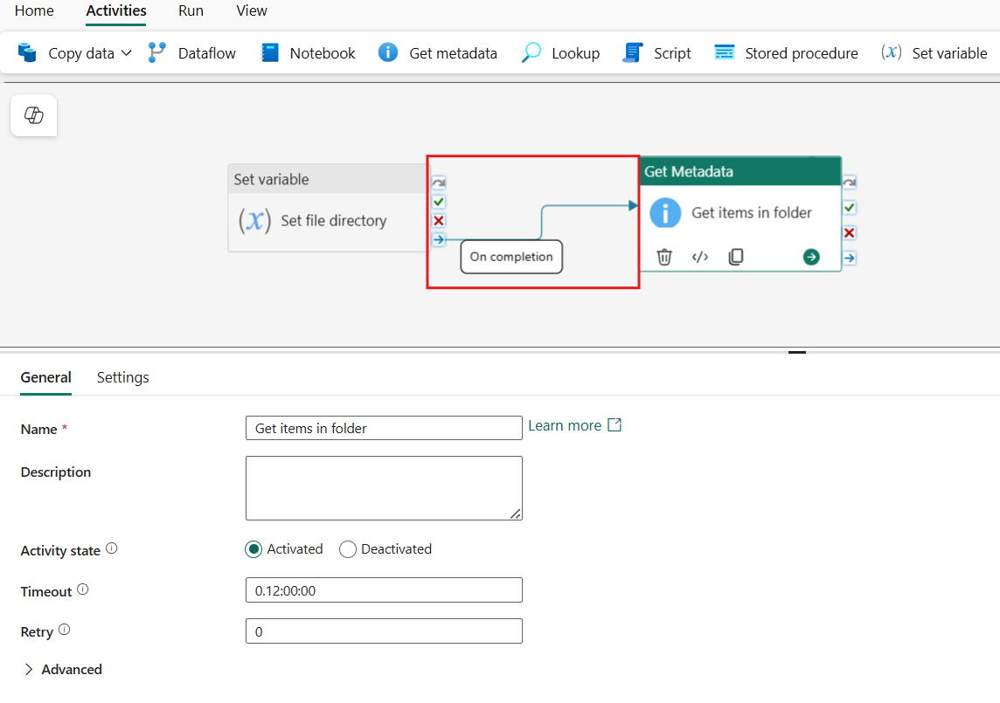 Home Activities Run View
Copy data Dataflow Notebook Get metadata Lookup Script Stored procedure (x) Set variable
Set variable
(x) Set file directory
On completion
Get Metadata
i Get items in folder
</>
General Settings
Name * Get items in folder Learn more
Description
Activity state Activated Deactivated
Timeout 0.12:00:00
Retry 0
Advanced